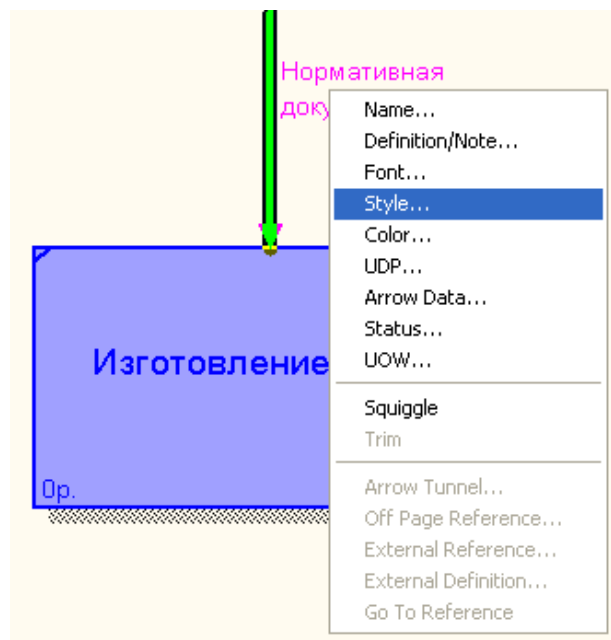 Нормативная
доку
Name...
Definition/Note...
Font...
Style...
Color...
UDP...
Arrow Data...
Status...
UOW...
Squiggle
Trim
Arrow Tunnel...
Off Page Reference...
External Reference...
External Definition...
Go To Reference
Изготовление
0р.